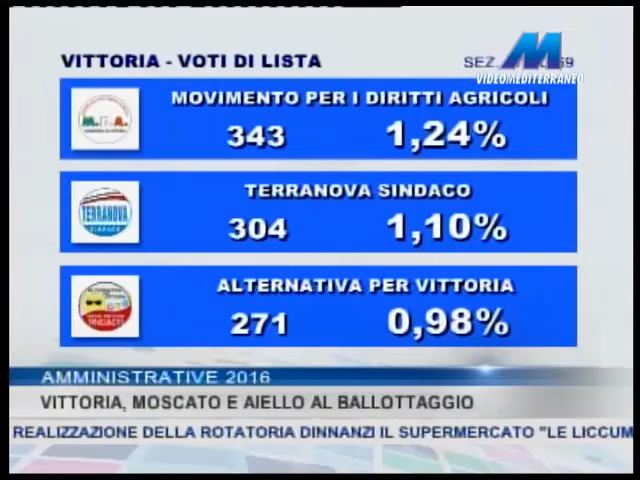 VITTORIA - VOTI DI LISTA
SEZ.
VIDEOMEDITERRANEO
MOVIMENTO PER I DIRITTI AGRICOLI
343 1,24%
TERRANOVA SINDACO
304 1,10%
TERRANOVA
SINDACO
ALTERNATIVA PER VITTORIA
271 0,98%
AMMINISTRATIVE 2016
VITTORIA, MOSCATO E AIELLO AL BALLOTTAGGIO
REALIZZAZIONE DELLA ROTATORIA DINNANZI IL SUPERMERCATO "LE LICCUM